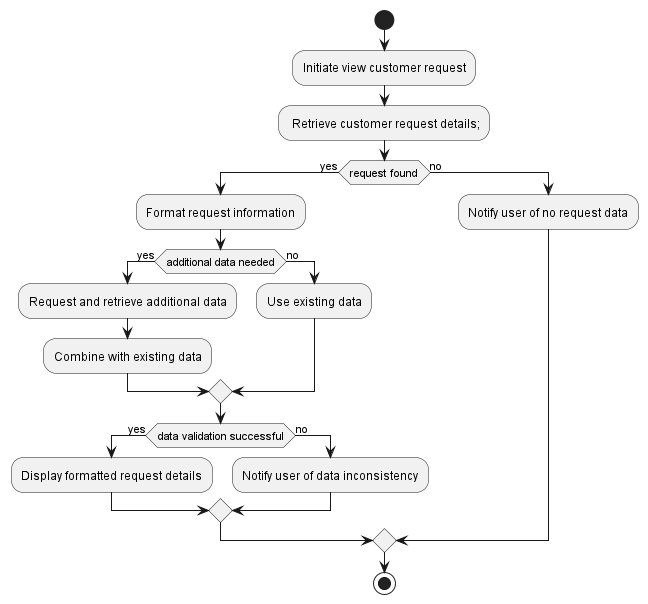 Initiate view customer request
Retrieve customer request details;
yes
request found
no
Format request information
Notify user of no request data
yes
additional data needed
no
Request and retrieve additional data
Use existing data
Combine with existing data
yes
data validation successful
no
Display formatted request details
Notify user of data inconsistency